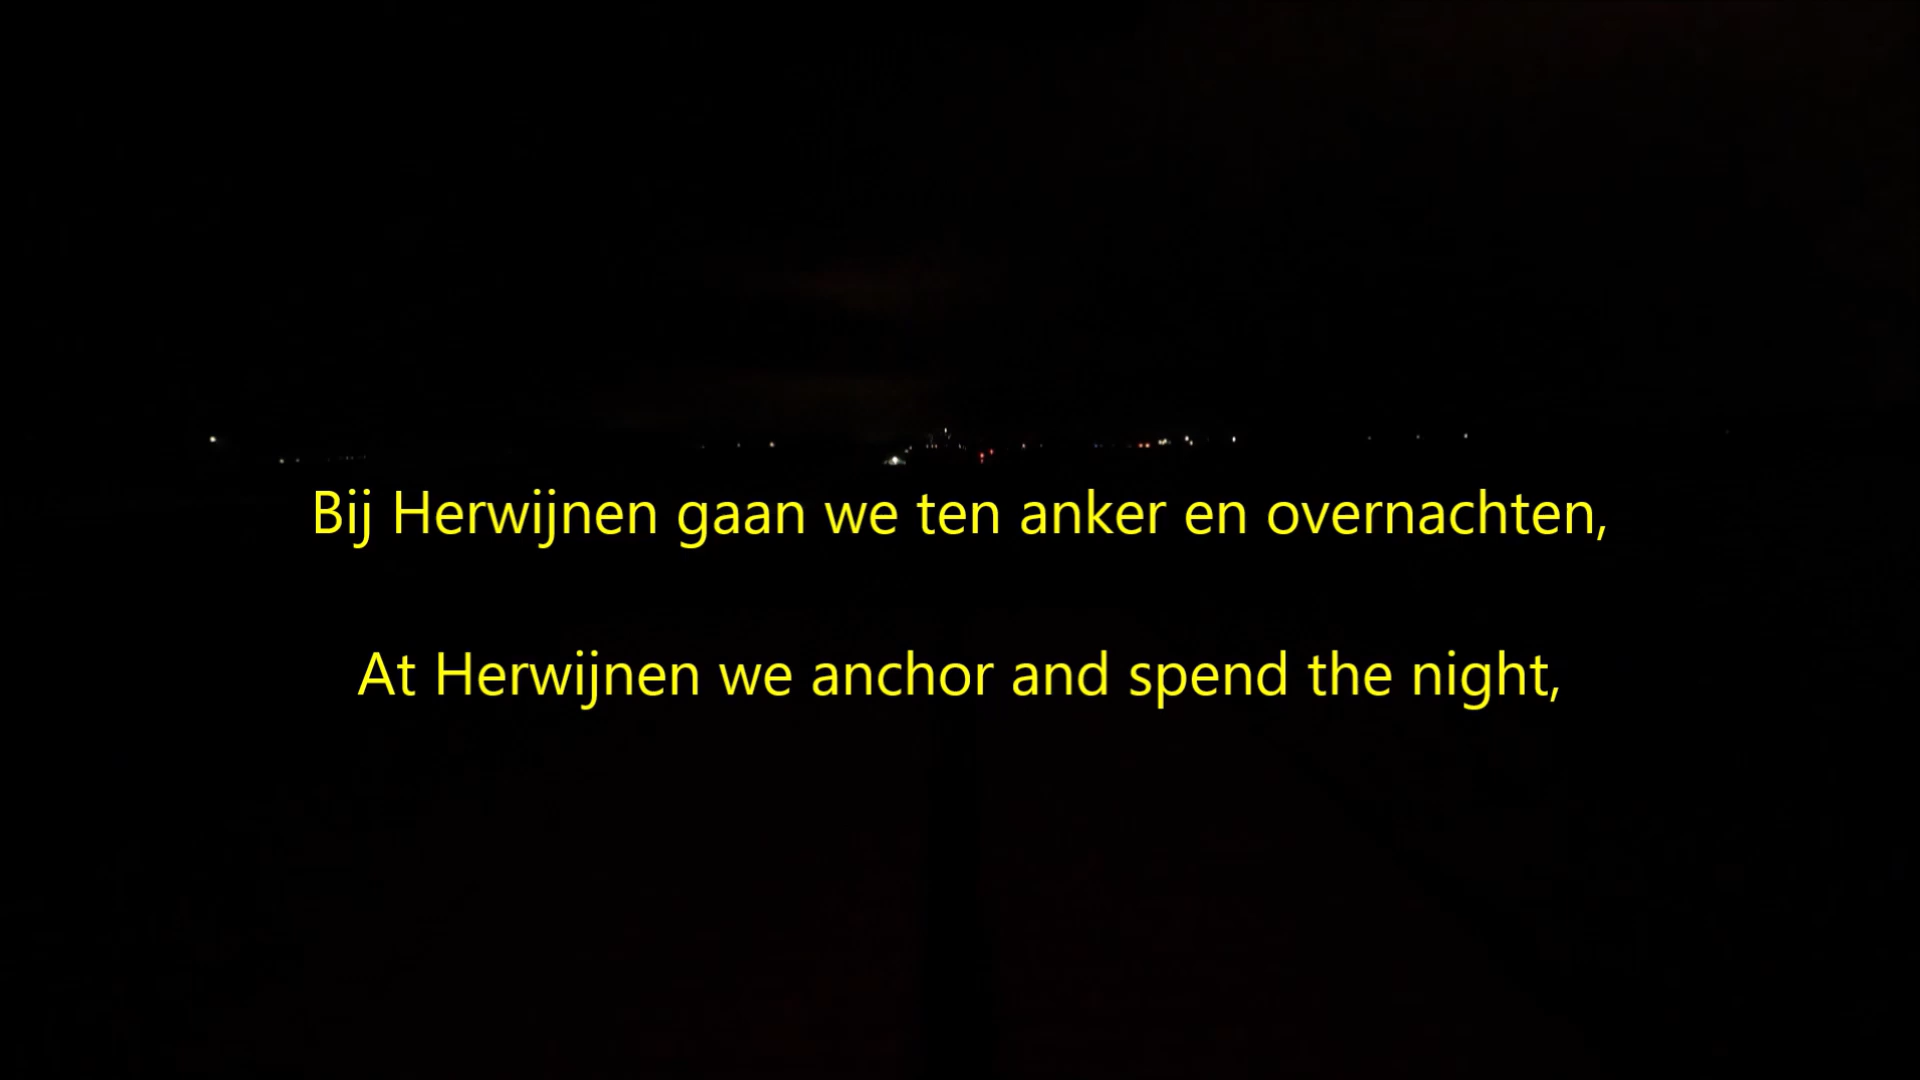 Bij Herwijnen gaan we ten anker en overnachten,
At Herwijnen we anchor and spend the night,